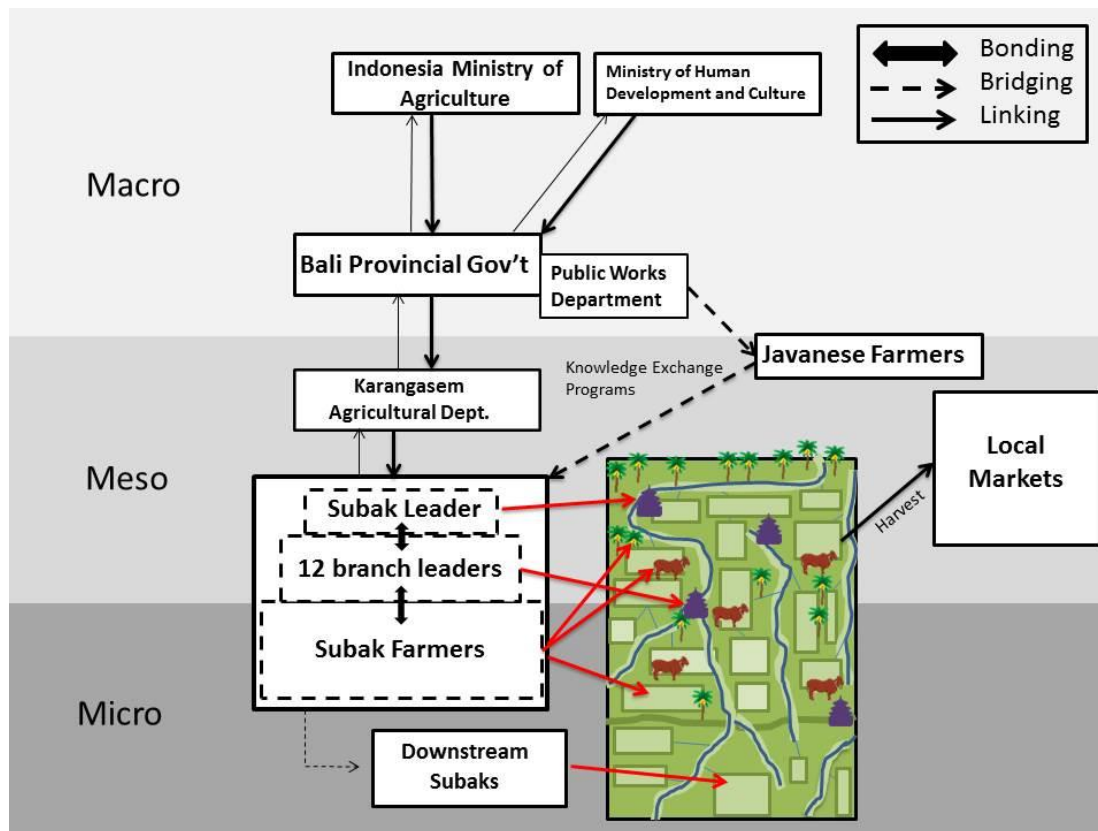 Indonesia Ministry of
Agriculture
Ministry of Human
Development and Culture
Bonding
Bridging
Linking
Macro
Bali Provincial Gov't
Public Works
Department
Javanese Farmers
Knowledge Exchange
Programs
Karangasem
Agricultural Dept.
Local
Markets
Meso
Subak Leader
Harvest
12 branch leaders
Subak Farmers
Micro
Downstream
Subaks